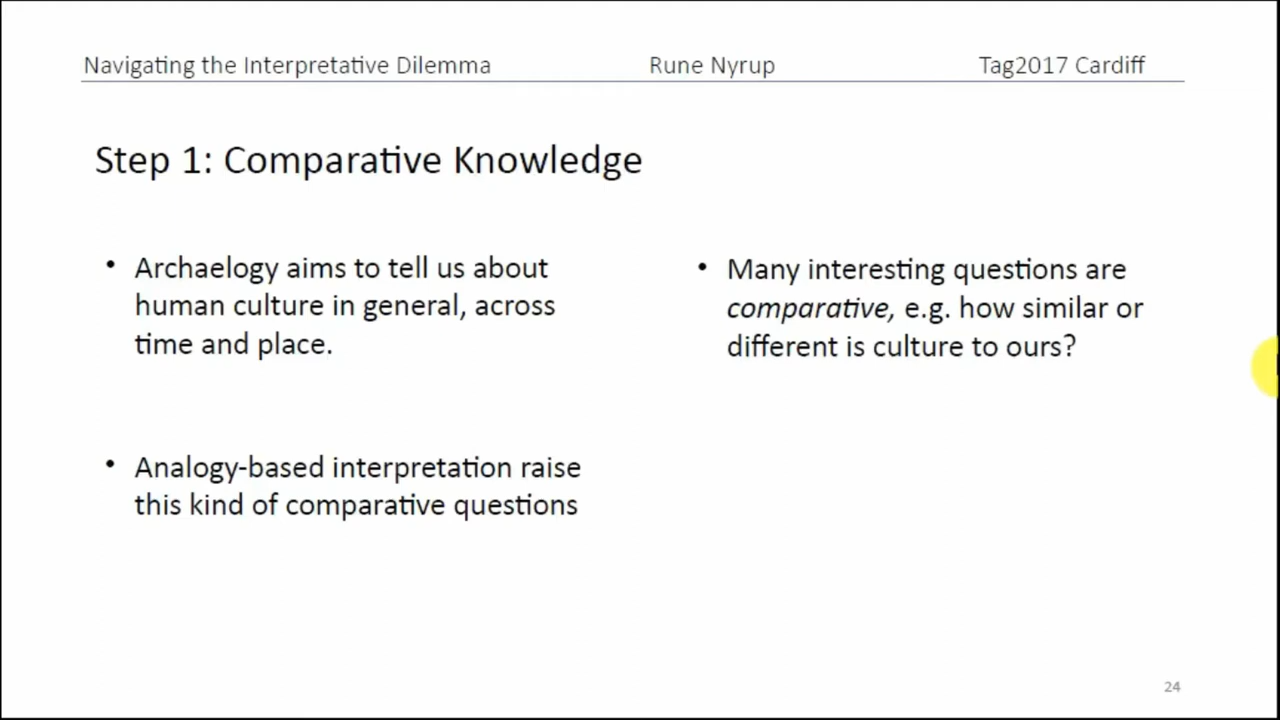 Navigating the Interpretative Dilemma Rune Nyrup Tag2017 Cardiff
Step 1: Comparative Knowledge
• Archaelogy aims to tell us about
human culture in general, across
time and place.
• Many interesting questions are
comparative, e.g. how similar or
different is culture to ours?
• Analogy-based interpretation raise
this kind of comparative questions
24